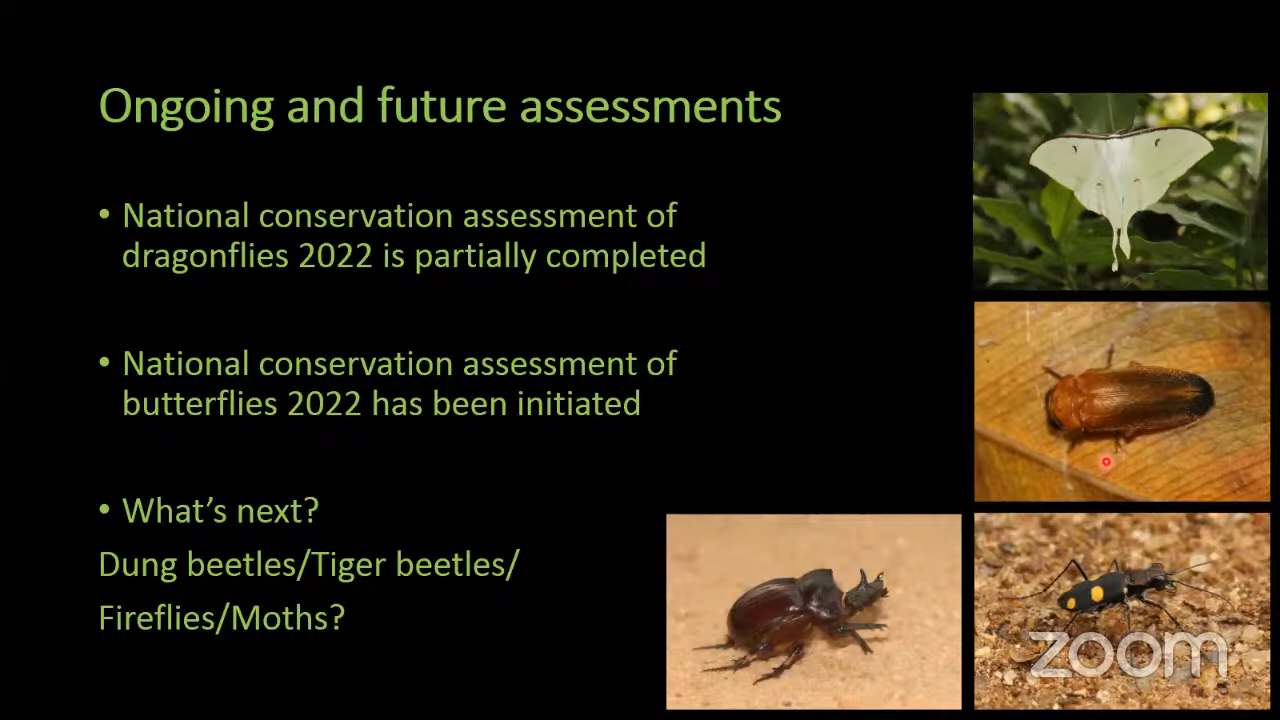 Ongoing and future assessments
• National conservation assessment of
dragonflies 2022 is partially completed
• National conservation assessment of
butterflies 2022 has been initiated
• What’s next?
Dung beetles/Tiger beetles/
Fireflies/Moths?
zoom